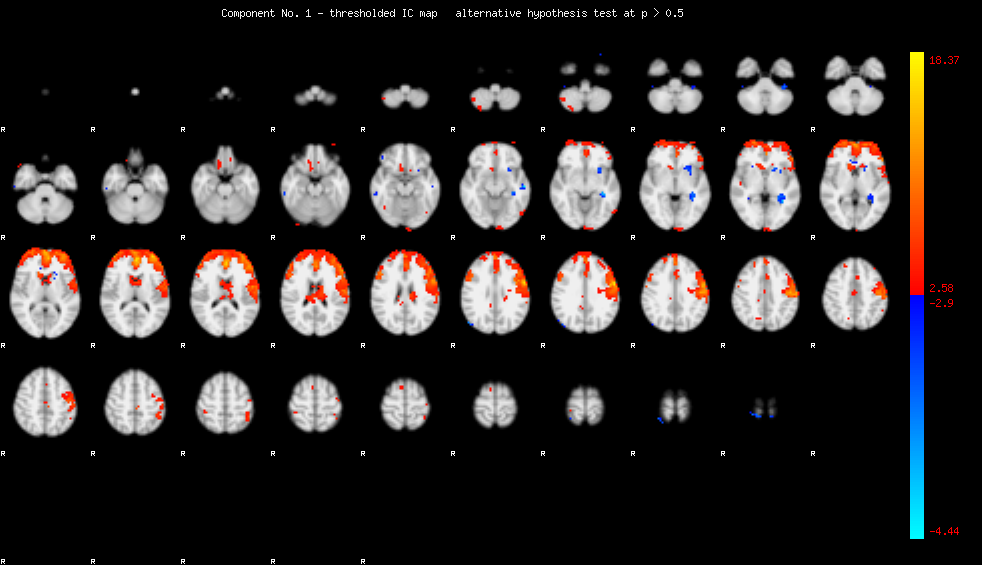 Component No. 1 - thresholded IC map   alternative hypothesis test at p > 0.5
10.37
R R R R R R R R R R
R R R R R R R R R R
2.58
-2.9
R R R R R R R R R R
R R R R R R R R R R
-4.44
R R R R R